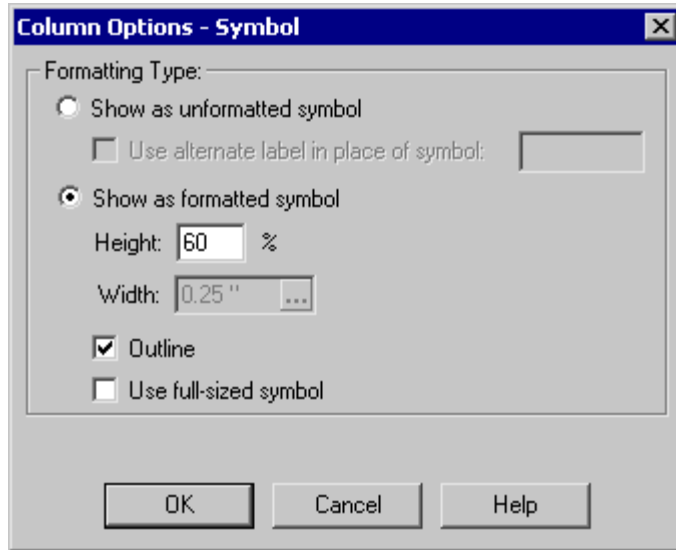 Column Options - Symbol
Formatting Type:
Show as unformatted symbol
Use alternate label in place of symbol:
Show as formatted symbol
Height: 60 %
Width: 0.25 " ...
Outline
Use full-sized symbol
OK Cancel Help